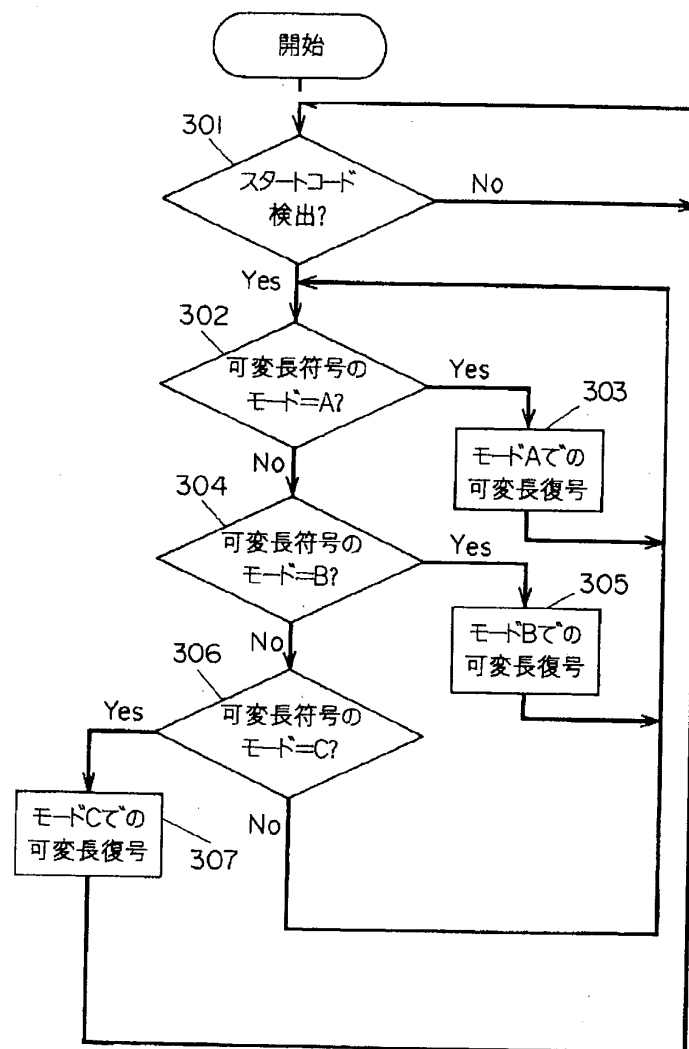 開始
301
スタートコード
検出?
No
Yes
302
可変長符号の
モード=A?
Yes
303
モードAでの
可変長復号
No
304
可変長符号の
モード=B?
Yes
305
モードBでの
可変長復号
No
306
可変長符号の
モード=C?
Yes
モードCでの
可変長復号
307
No